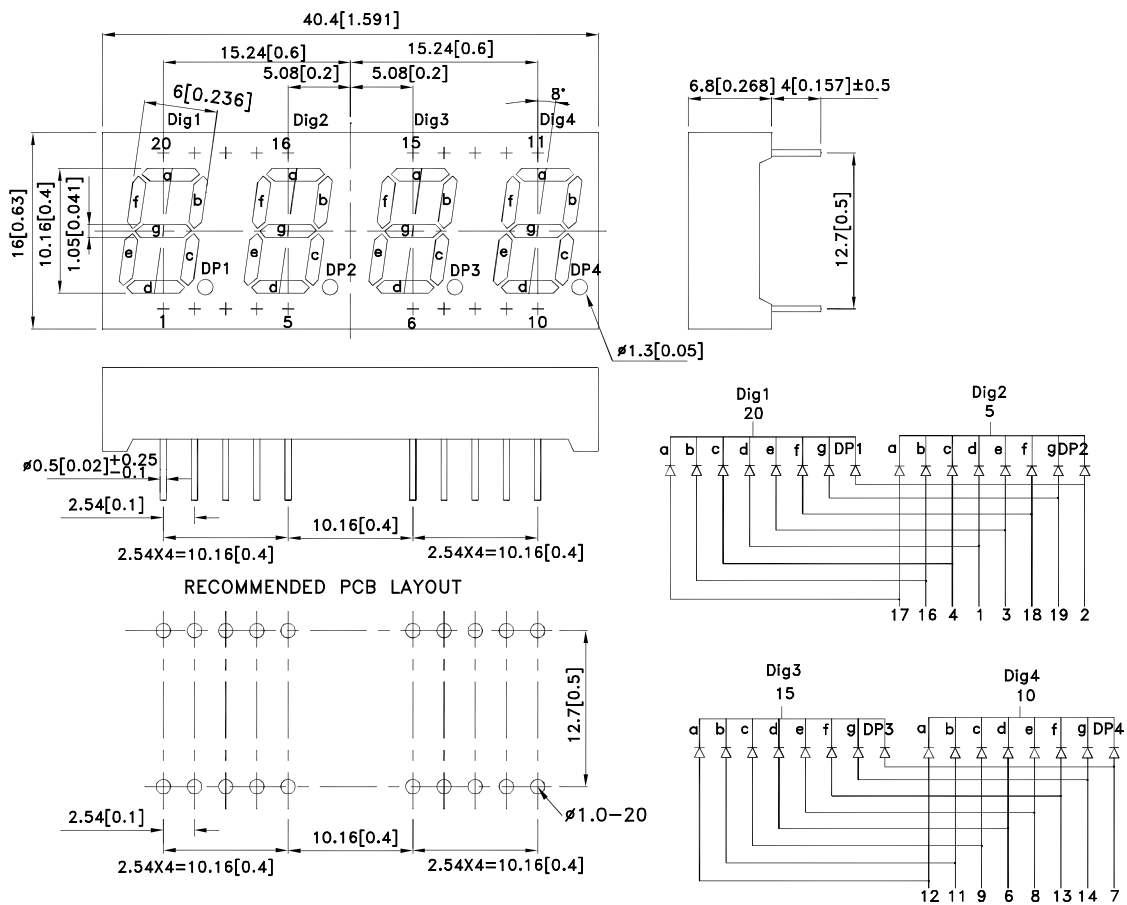 40.4[1.591]
15.24[0.6] 15.24[0.6]
5.08[0.2] 5.08[0.2]
6[0.236] 8°
Dig1 Dig2 Dig3 Dig4
20 16 15 11
16[0.63] 10.16[0.4] 1.05[0.041]
a a a a
f b f b f b f b
g g g g
e c e c e c e c
d d d d
DP1 DP2 DP3 DP4
1 5 6 10
ø1.3[0.05]
6.8[0.268] 4[0.157]±0.5
12.7[0.5]
ø0.5[0.02]+0.25
-0.1
2.54[0.1]
10.16[0.4]
2.54X4=10.16[0.4] 2.54X4=10.16[0.4]
RECOMMENDED PCB LAYOUT
12.7[0.5]
ø1.0-20
2.54[0.1]
10.16[0.4]
2.54X4=10.16[0.4] 2.54X4=10.16[0.4]
Dig1 Dig2
20 5
a b c d e f g DP1 a b c d e f g DP2
17 16 4 1 3 18 19 2
Dig3 Dig4
15 10
a b c d e f g DP3 a b c d e f g DP4
12 11 9 6 8 13 14 7